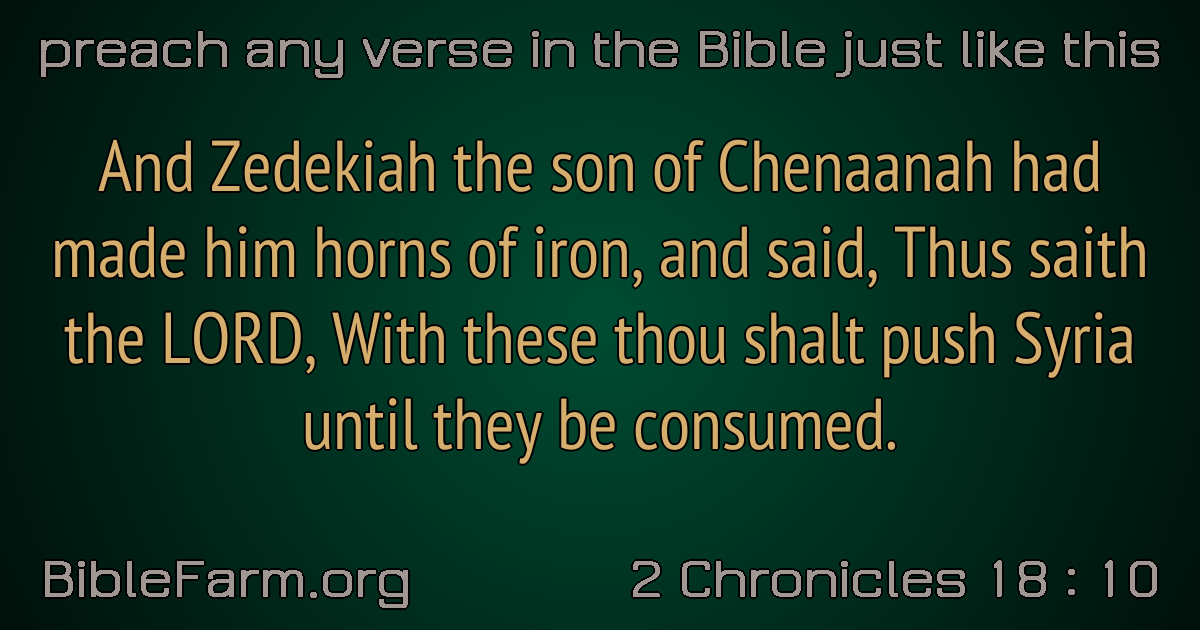 preach any verse in the Bible just like this
And Zedekiah the son of Chenaanah had
made him horns of iron, and said, Thus saith
the LORD, With these thou shalt push Syria
until they be consumed.
BibleFarm.org
2 Chronicles 18 : 10